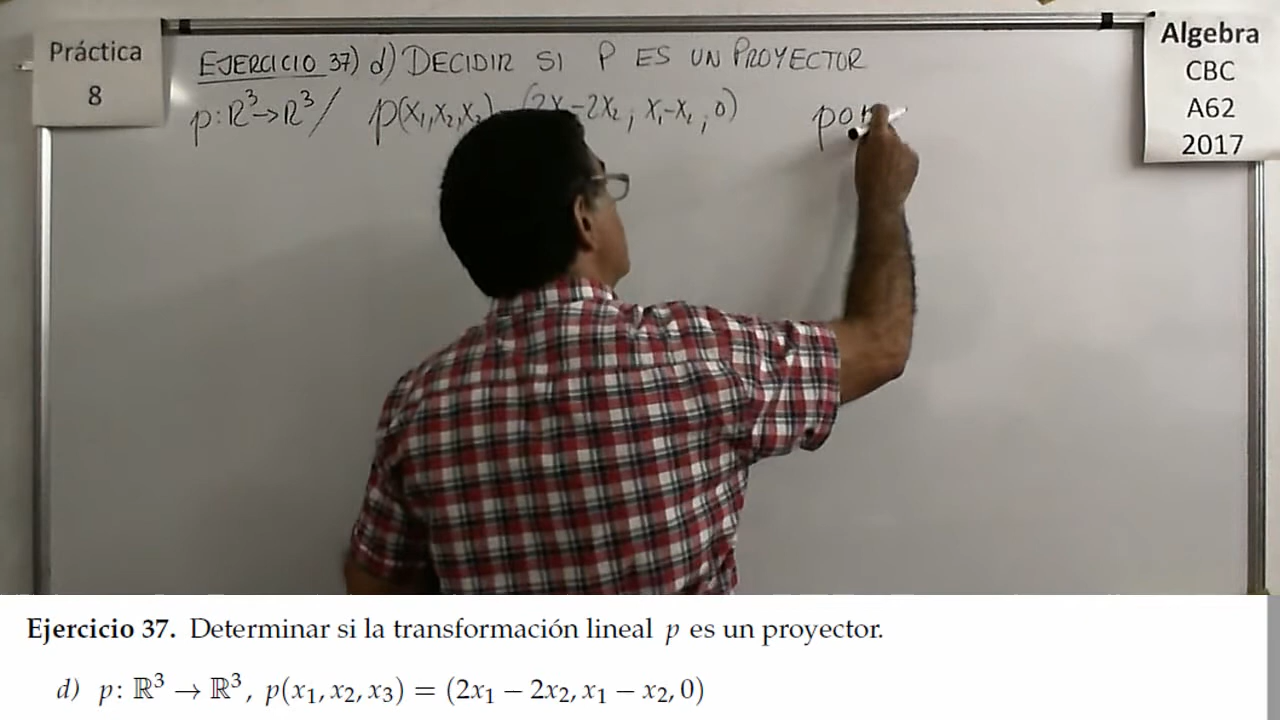 Práctica
8
EJERCICIO 37) d) DECIDIR SI P ES UN PROYECTOR
p: ℝ³→ℝ³ / p(x₁,x₂,x₃) (2x -2x₂; x₁-x₂; 0) po
Algebra
CBC
A62
2017
Ejercicio 37. Determinar si la transformación lineal p es un proyector.
d) p: ℝ³ → ℝ³, p(x₁, x₂, x₃) = (2x₁ − 2x₂, x₁ − x₂, 0)